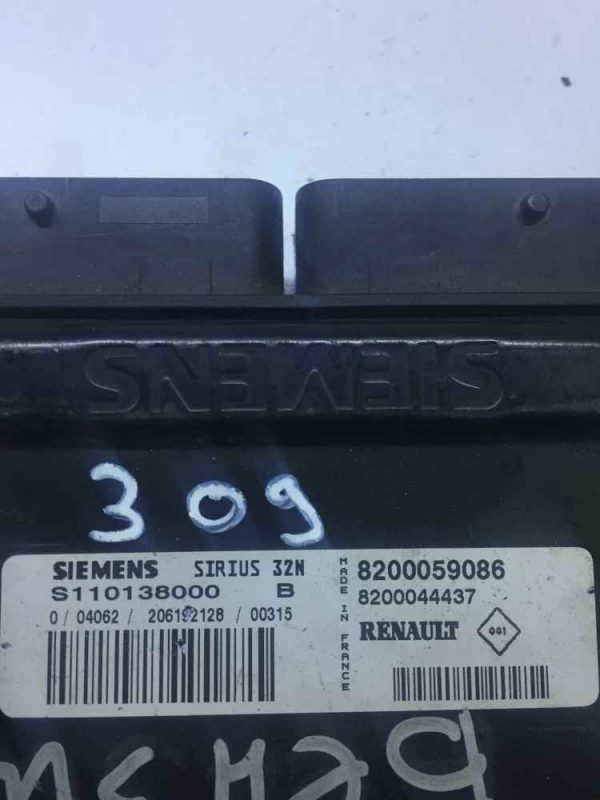 SIEMENS
309
SIEMENS SIRIUS 32N
S110138000 B
0 / 04062 / 206192128 / 00315
MADE IN FRANCE
8200059086
8200044437
RENAULT 001